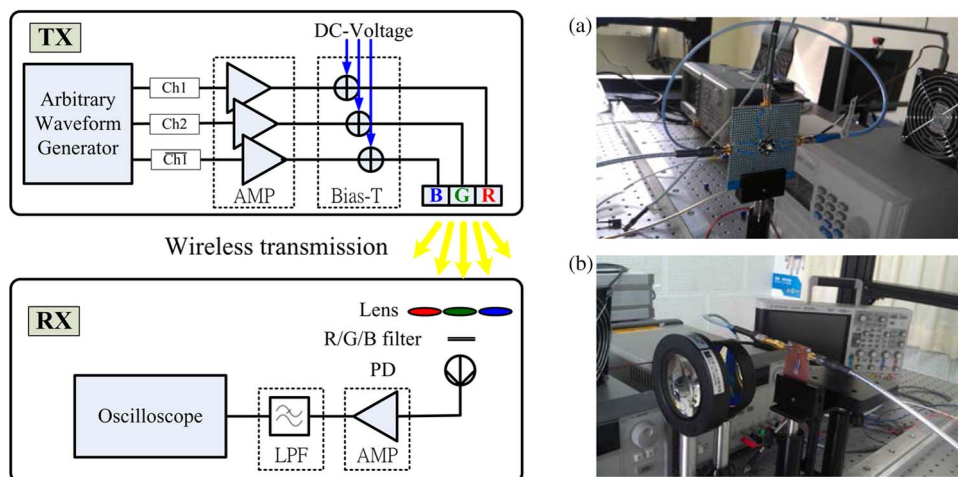 TX
DC-Voltage
Arbitrary
Waveform
Generator
Ch1
Ch2
C̅h̅1̅
AMP
Bias-T
B G R
Wireless transmission
RX
Lens
R/G/B filter
PD
Oscilloscope
LPF
AMP
(a)
(b)